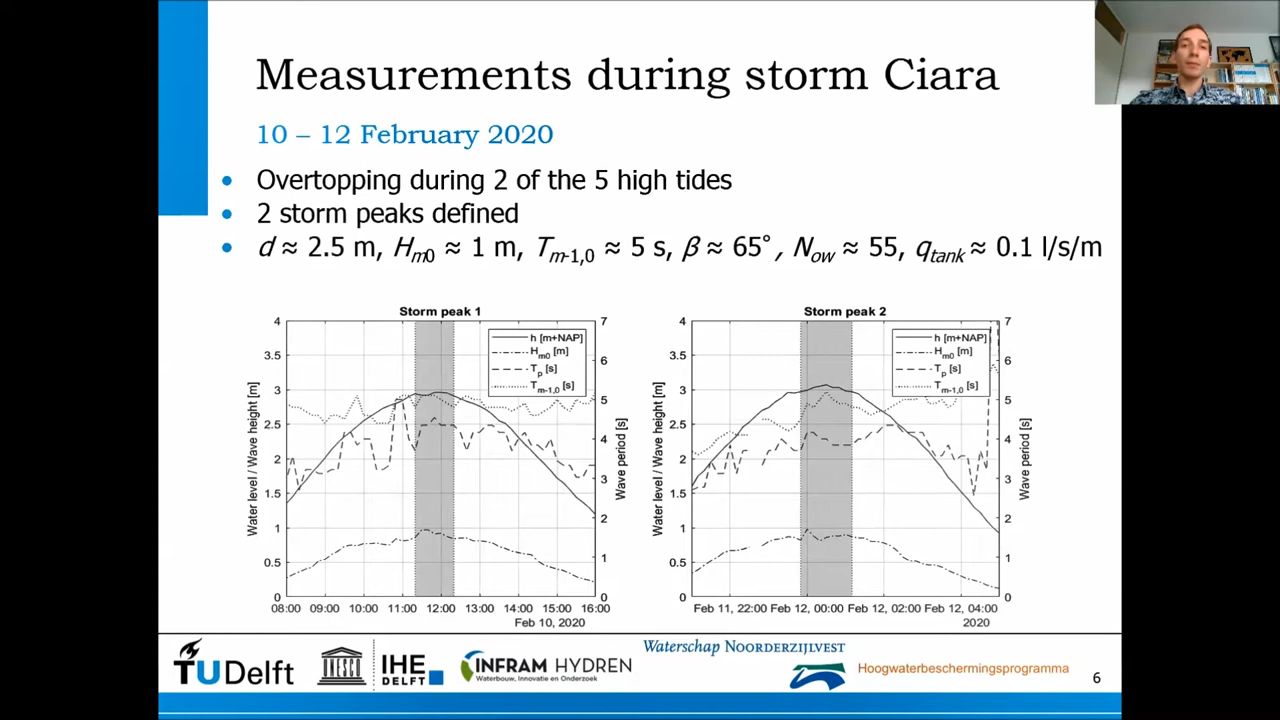 Measurements during storm Ciara
10 – 12 February 2020
• Overtopping during 2 of the 5 high tides
• 2 storm peaks defined
• d ≈ 2.5 m, Hm0 ≈ 1 m, Tm-1,0 ≈ 5 s, β ≈ 65°, Now ≈ 55, qtank ≈ 0.1 l/s/m
Storm peak 1
h [m+NAP]
Hm0 [m]
Tp [s]
Tm-1,0 [s]
4
3.5
3
2.5
2
1.5
1
0.5
0
Water level / Wave height [m]
7
6
5
4
3
2
1
0
Wave period [s]
08:00 09:00 10:00 11:00 12:00 13:00 14:00 15:00 16:00
Feb 10, 2020
Storm peak 2
h [m+NAP]
Hm0 [m]
Tp [s]
Tm-1,0 [s]
4
3.5
3
2.5
2
1.5
1
0.5
0
Water level / Wave height [m]
7
6
5
4
3
2
1
0
Wave period [s]
Feb 11, 22:00 Feb 12, 00:00 Feb 12, 02:00 Feb 12, 04:00
2020
TUDelft
UNESCO
IHE
DELFT
INFRAM HYDREN
Waterbouw, Innovatie en Onderzoek
Waterschap Noorderzijlvest
Hoogwaterbeschermingsprogramma
6